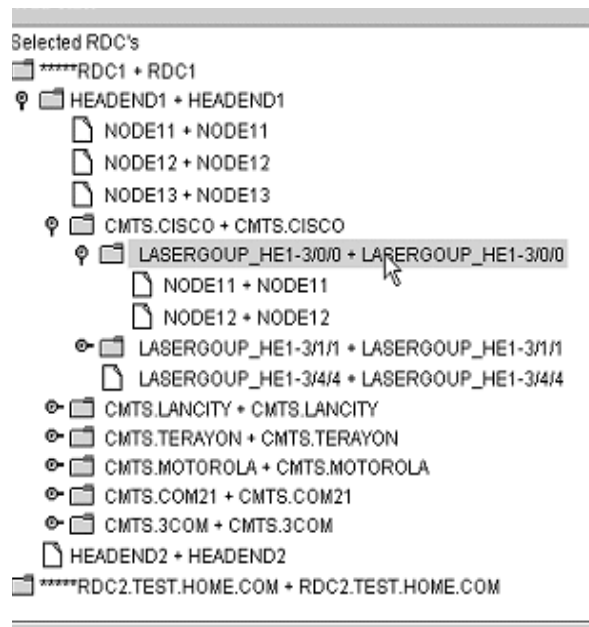 Selected RDC's
*****RDC1 + RDC1
HEADEND1 + HEADEND1
NODE11 + NODE11
NODE12 + NODE12
NODE13 + NODE13
CMTS.CISCO + CMTS.CISCO
LASERGOUP_HE1-3/0/0 + LASERGOUP_HE1-3/0/0
NODE11 + NODE11
NODE12 + NODE12
LASERGOUP_HE1-3/1/1 + LASERGOUP_HE1-3/1/1
LASERGOUP_HE1-3/4/4 + LASERGOUP_HE1-3/4/4
CMTS.LANCITY + CMTS.LANCITY
CMTS.TERAYON + CMTS.TERAYON
CMTS.MOTOROLA + CMTS.MOTOROLA
CMTS.COM21 + CMTS.COM21
CMTS.3COM + CMTS.3COM
HEADEND2 + HEADEND2
*****RDC2.TEST.HOME.COM + RDC2.TEST.HOME.COM